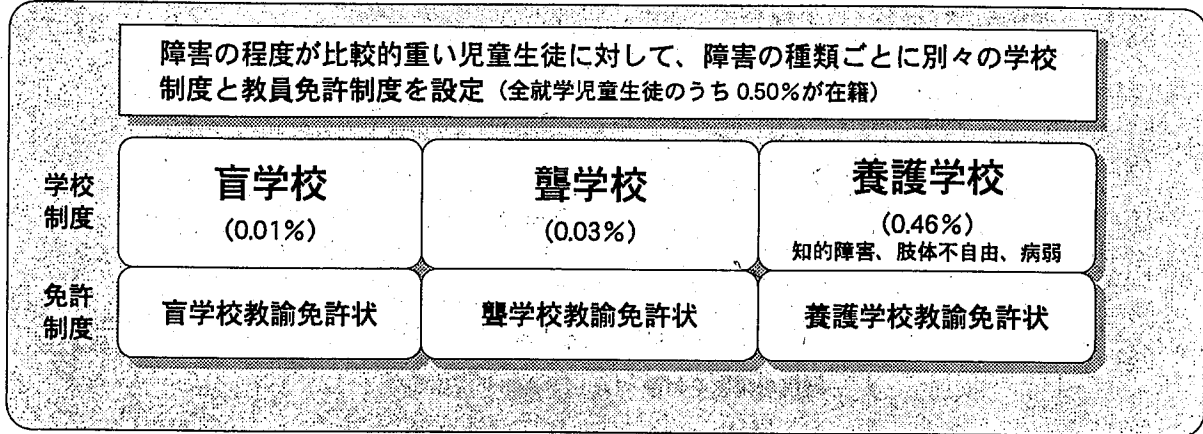 障害の程度が比較的重い児童生徒に対して、障害の種類ごとに別々の学校
制度と教員免許制度を設定（全就学児童生徒のうち0.50%が在籍）
学校
制度
盲学校
(0.01%)
聾学校
(0.03%)
養護学校
(0.46%)
知的障害、肢体不自由、病弱
免許
制度
盲学校教諭免許状
聾学校教諭免許状
養護学校教諭免許状